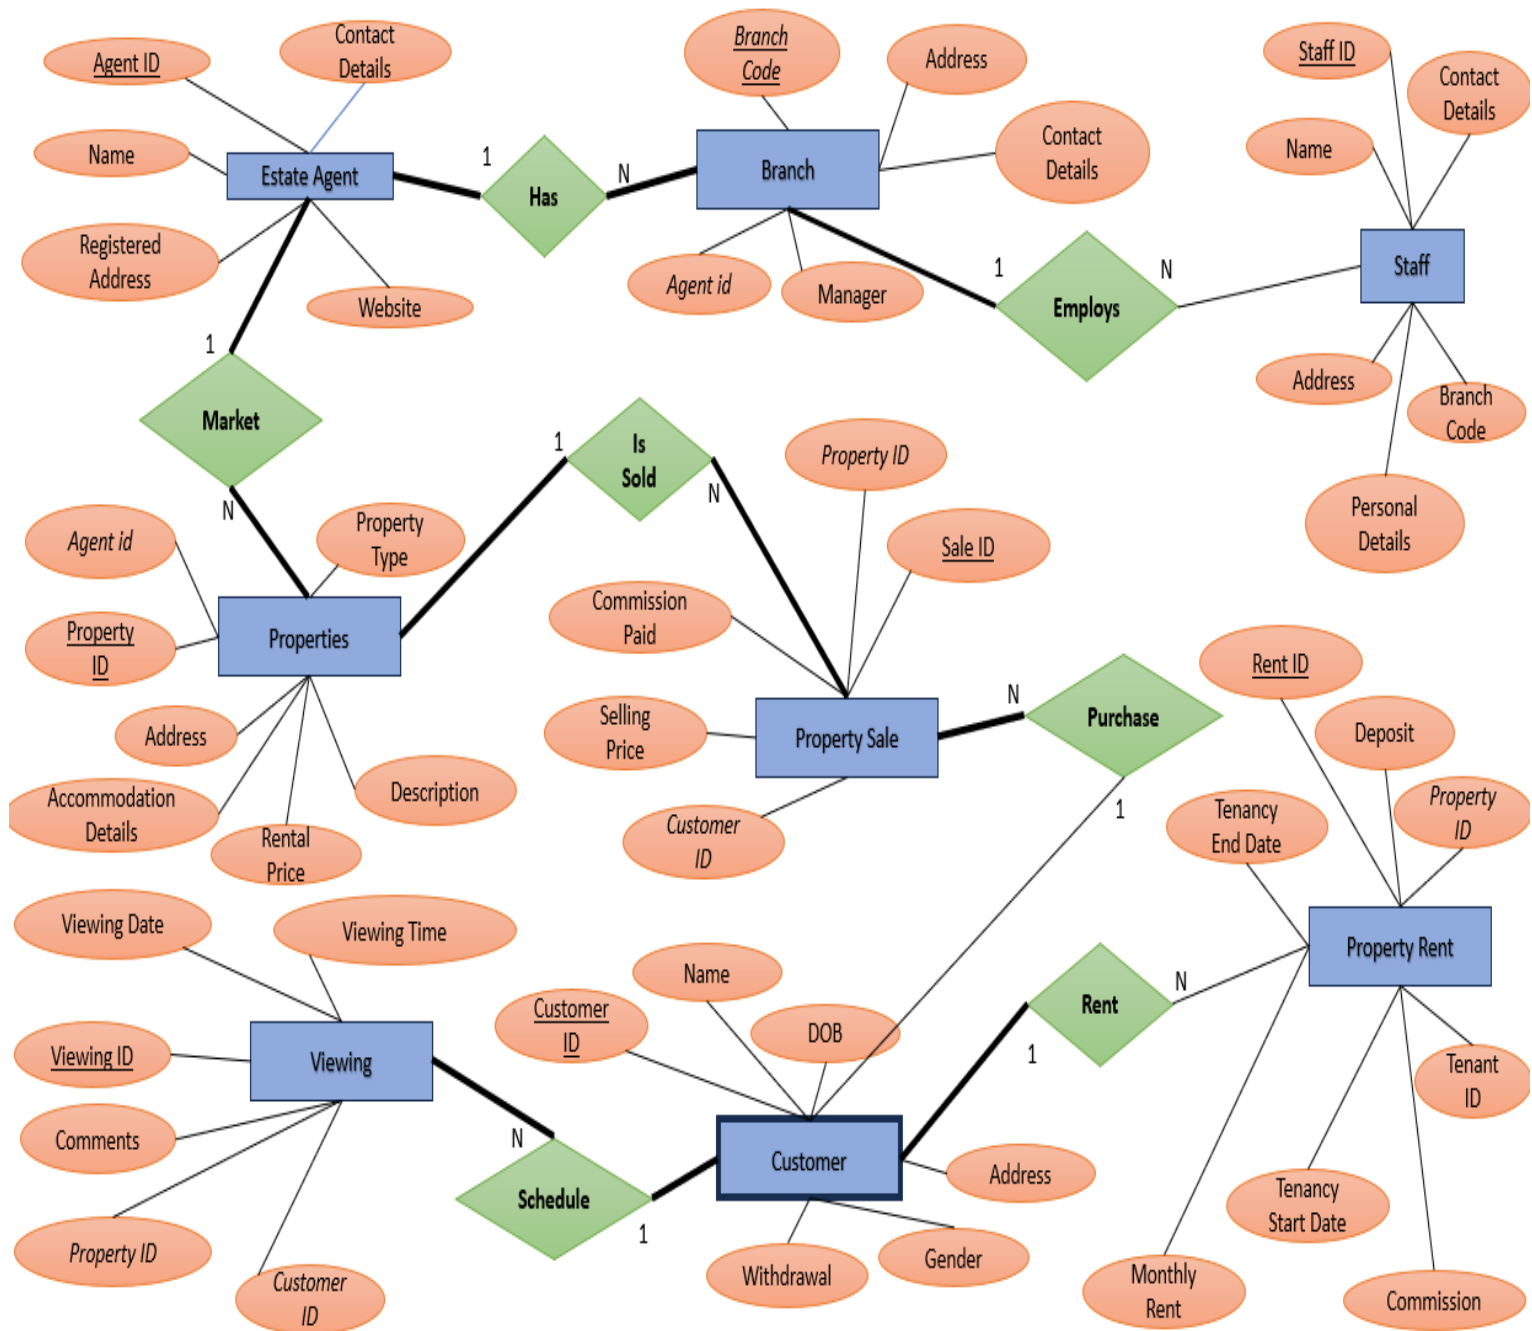 Agent ID
Contact
Details
Branch
Code
Address
Staff ID
Contact
Details
Name
Estate Agent
1
Has
N
Branch
Contact
Details
Name
Registered
Address
Website
Agent id
Manager
1
Employs
N
Staff
1
Market
N
Address
Branch
Code
Personal
Details
1
Is
Sold
N
Property ID
Sale ID
Agent id
Property
Type
Property
ID
Properties
Commission
Paid
Address
Accommodation
Details
Rental
Price
Description
Selling
Price
Property Sale
N
Purchase
1
Customer
ID
Rent ID
Deposit
Tenancy
End Date
Property
ID
Viewing Date
Viewing Time
Name
Customer
ID
DOB
Property Rent
N
Rent
1
Viewing ID
Viewing
Comments
Tenant
ID
N
Schedule
1
Customer
Address
Tenancy
Start Date
Property ID
Customer
ID
Withdrawal
Gender
Monthly
Rent
Commission